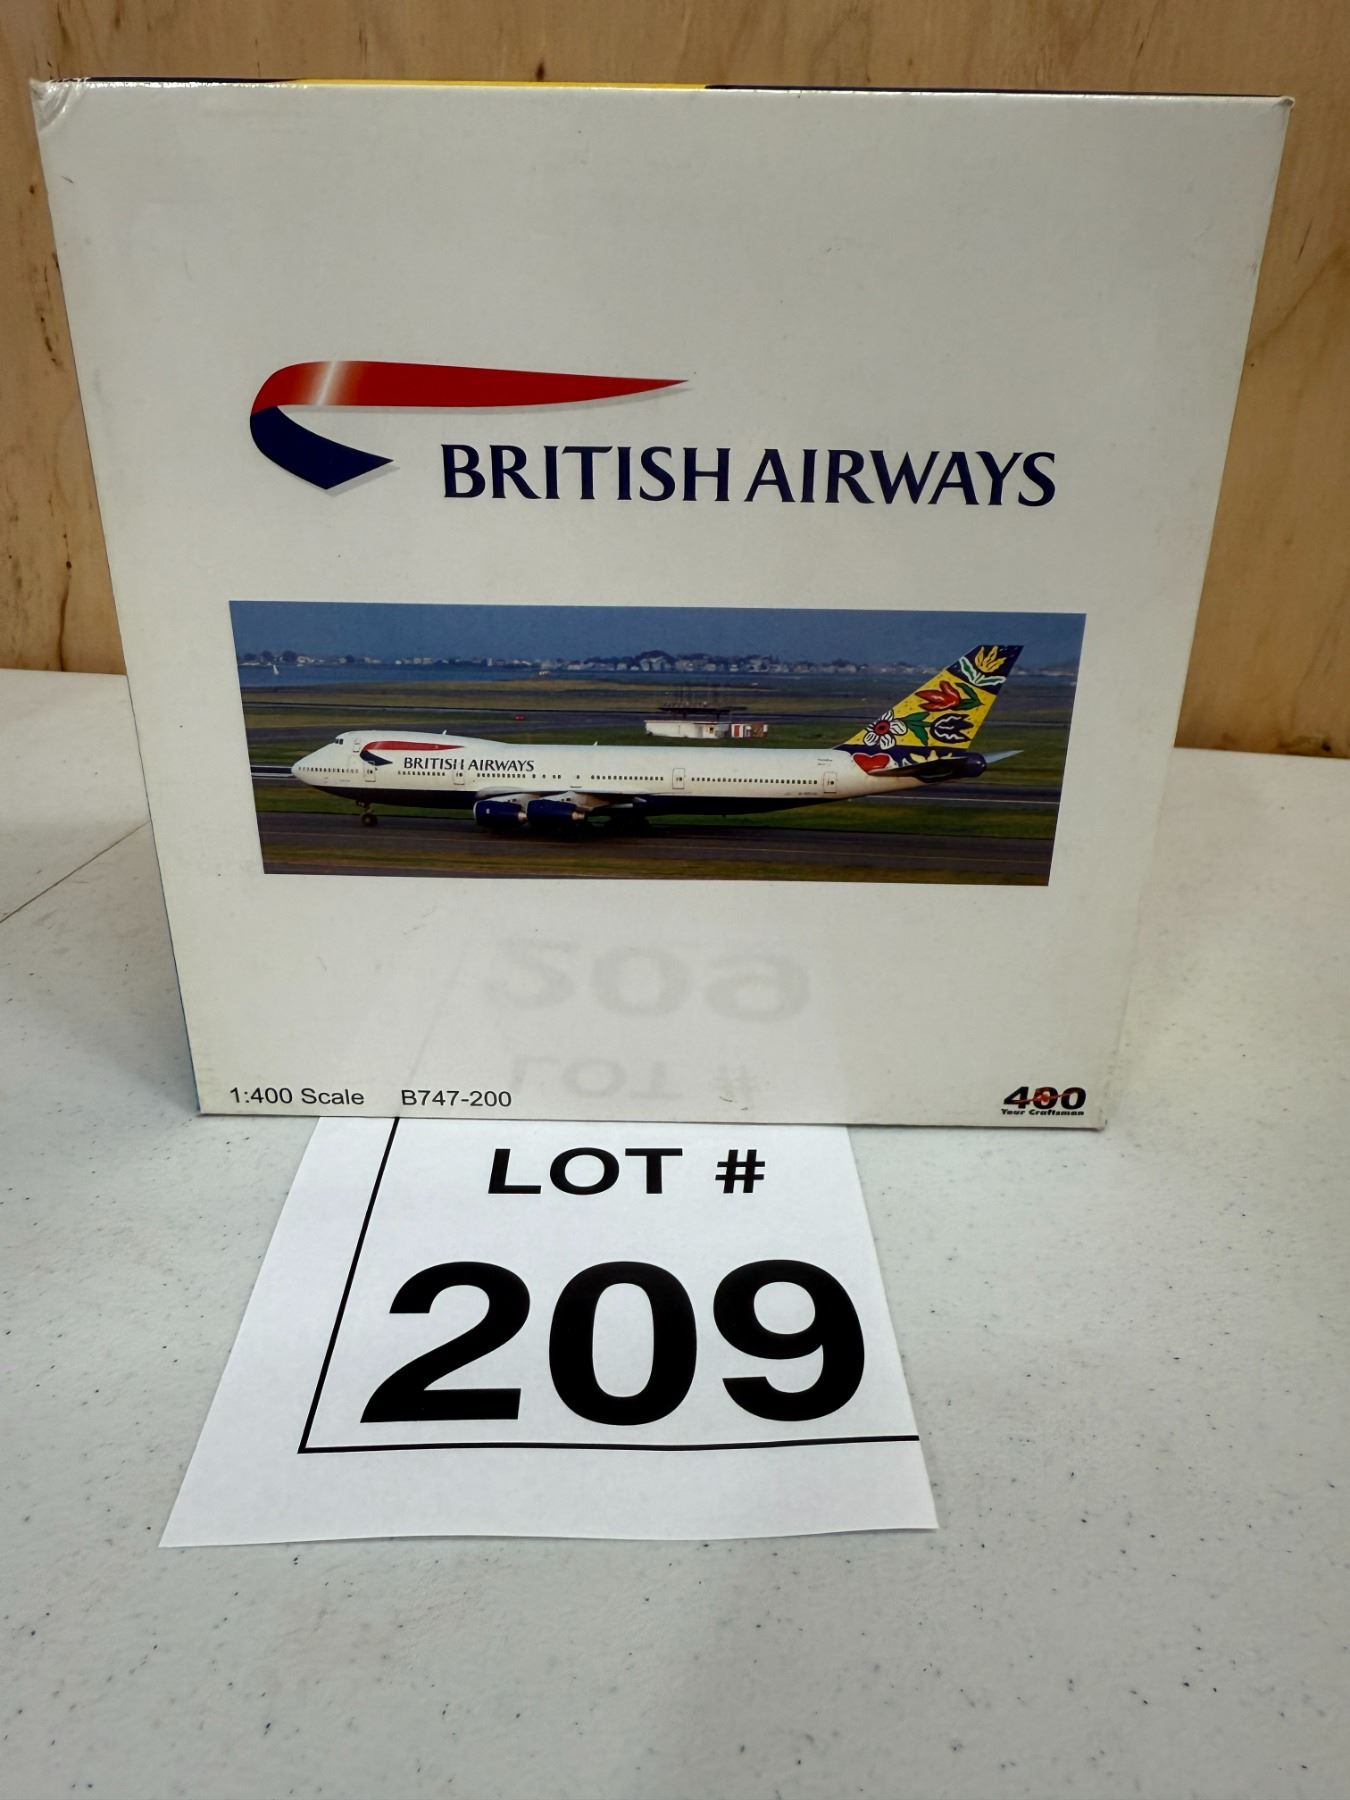 BRITISH AIRWAYS
BRITISH AIRWAYS
1:400 Scale B747-200
400
Your Craftsman
LOT #
209